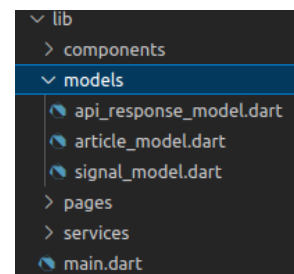 lib
components
models
api_response_model.dart
article_model.dart
signal_model.dart
pages
services
main.dart